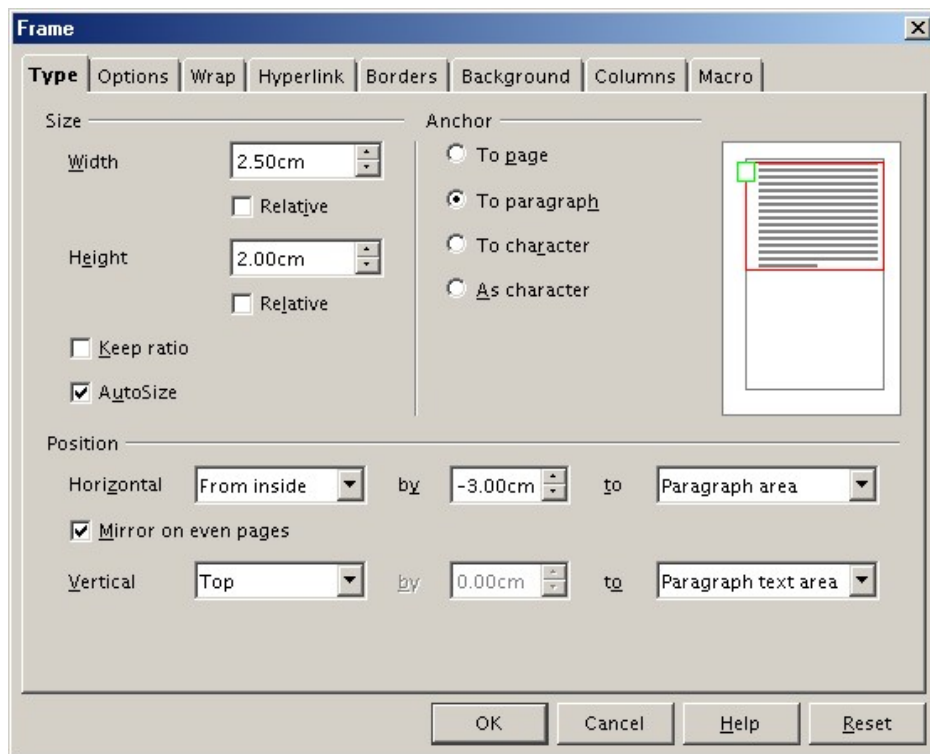 Frame
Type Options Wrap Hyperlink Borders Background Columns Macro
Size
Width 2.50cm
Relative
Height 2.00cm
Relative
Keep ratio
AutoSize
Anchor
To page
To paragraph
To character
As character
Position
Horizontal From inside by -3.00cm to Paragraph area
Mirror on even pages
Vertical Top by 0.00cm to Paragraph text area
OK Cancel Help Reset